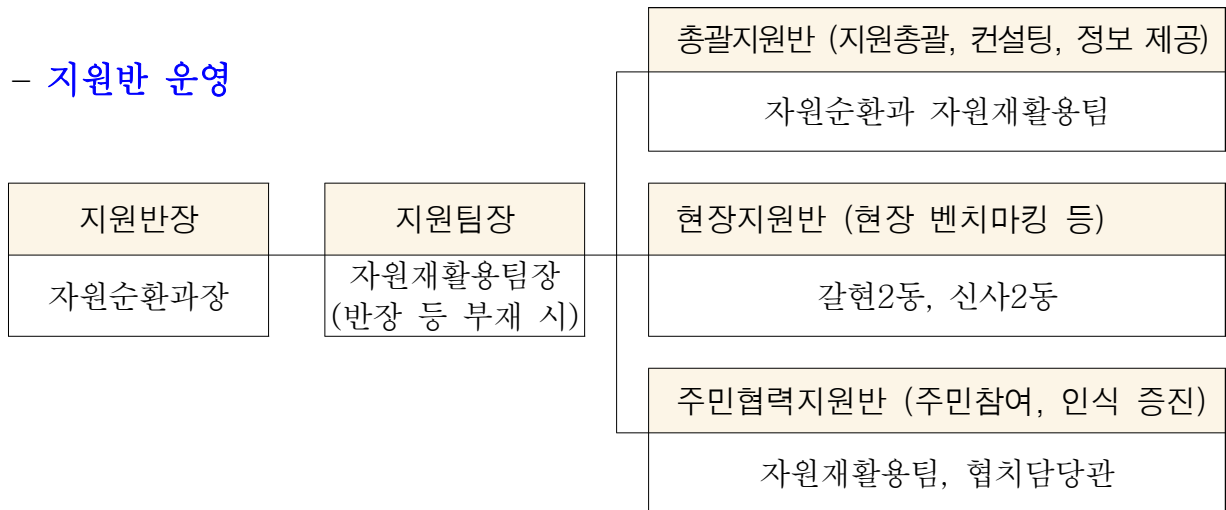 – 지원반 운영
총괄지원반 (지원총괄, 컨설팅, 정보 제공)
자원순환과 자원재활용팀
지원반장
자원순환과장
지원팀장
자원재활용팀장
(반장 등 부재 시)
현장지원반 (현장 벤치마킹 등)
갈현2동, 신사2동
주민협력지원반 (주민참여, 인식 증진)
자원재활용팀, 협치담당관